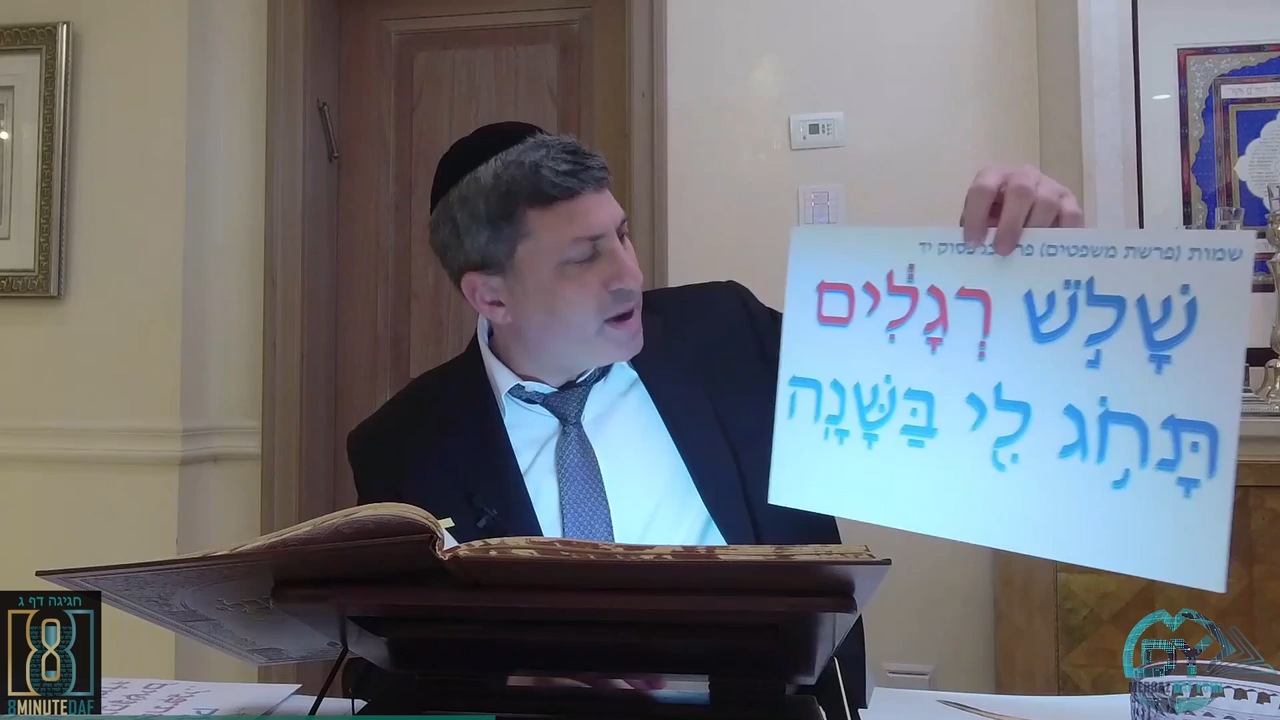 שמות (פרשת משפטים) פרק כג פסוק יד
שָׁלֹ֣שׁ רְגָלִ֔ים
תָּחֹ֥ג לִ֖י בַּשָּׁנָֽה
חגיגה דף ג
8
8MINUTEDAF